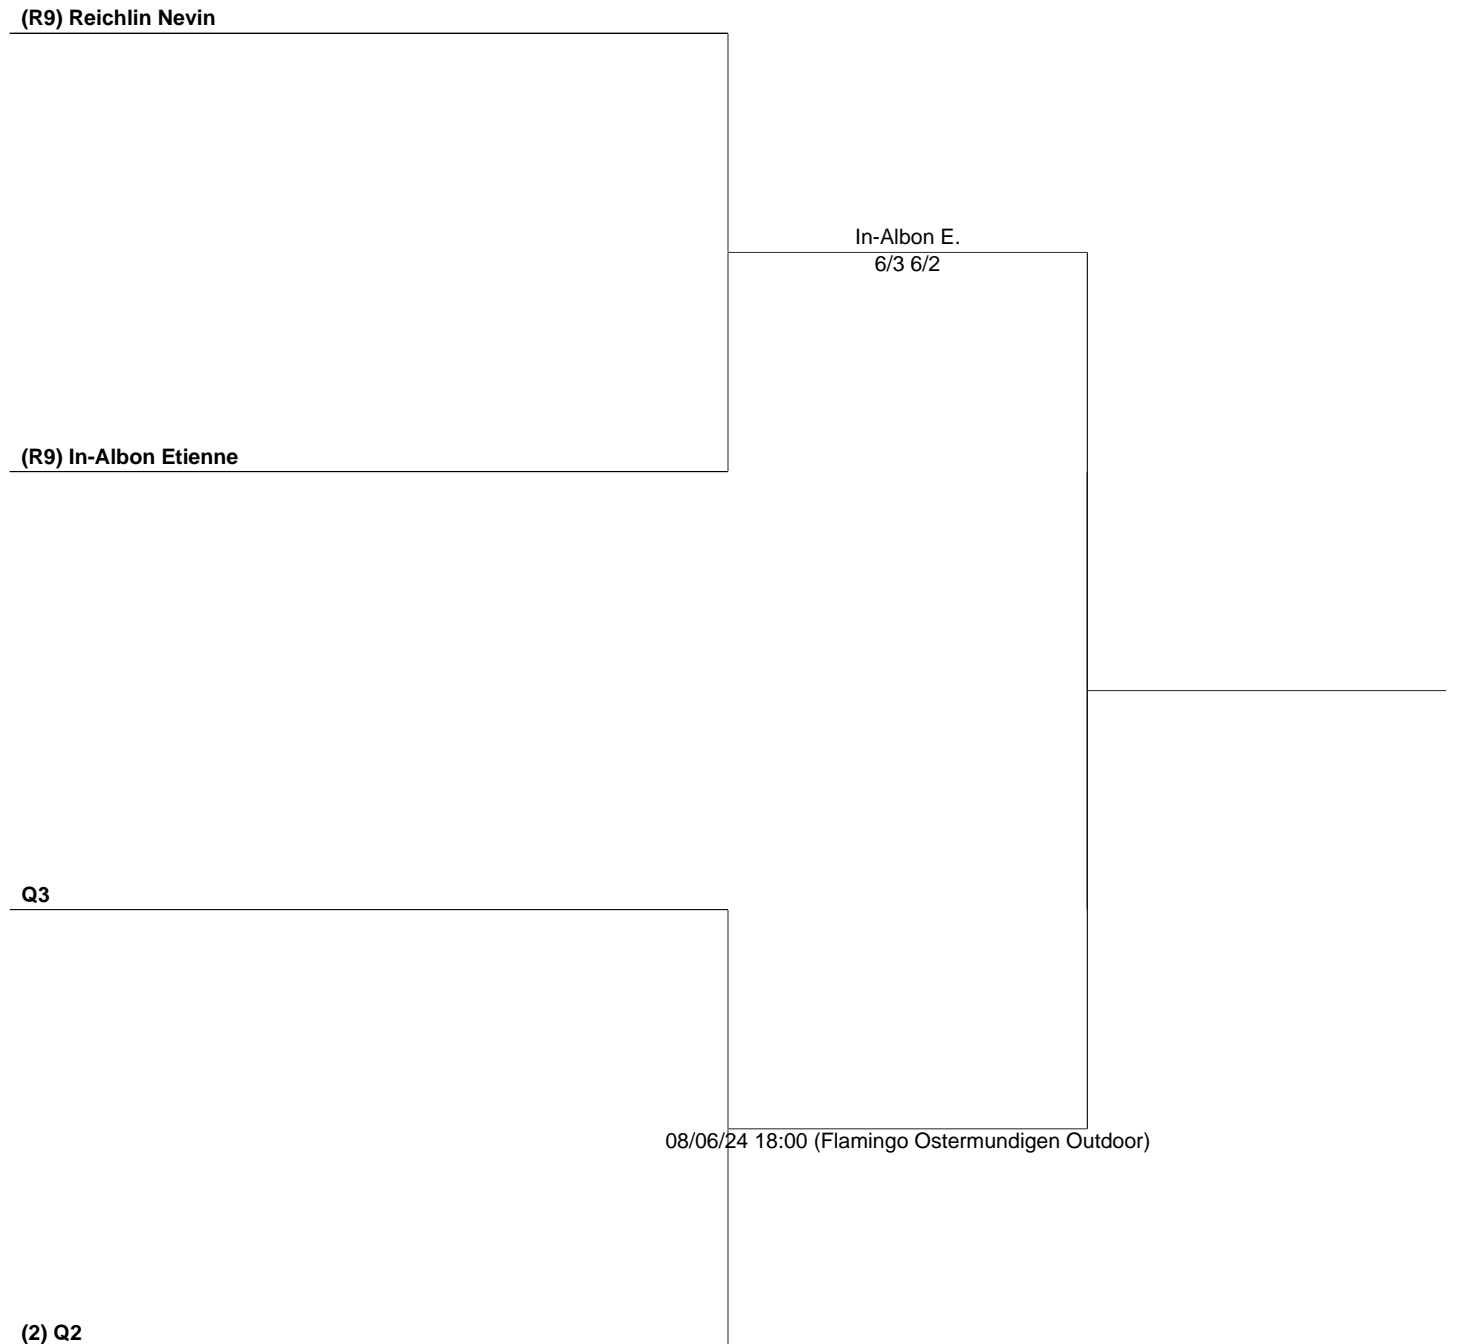 (R9) Reichlin Nevin
In-Albon E.
6/3 6/2
(R9) In-Albon Etienne
Q3
08/06/24 18:00 (Flamingo Ostermundigen Outdoor)
(2) Q2